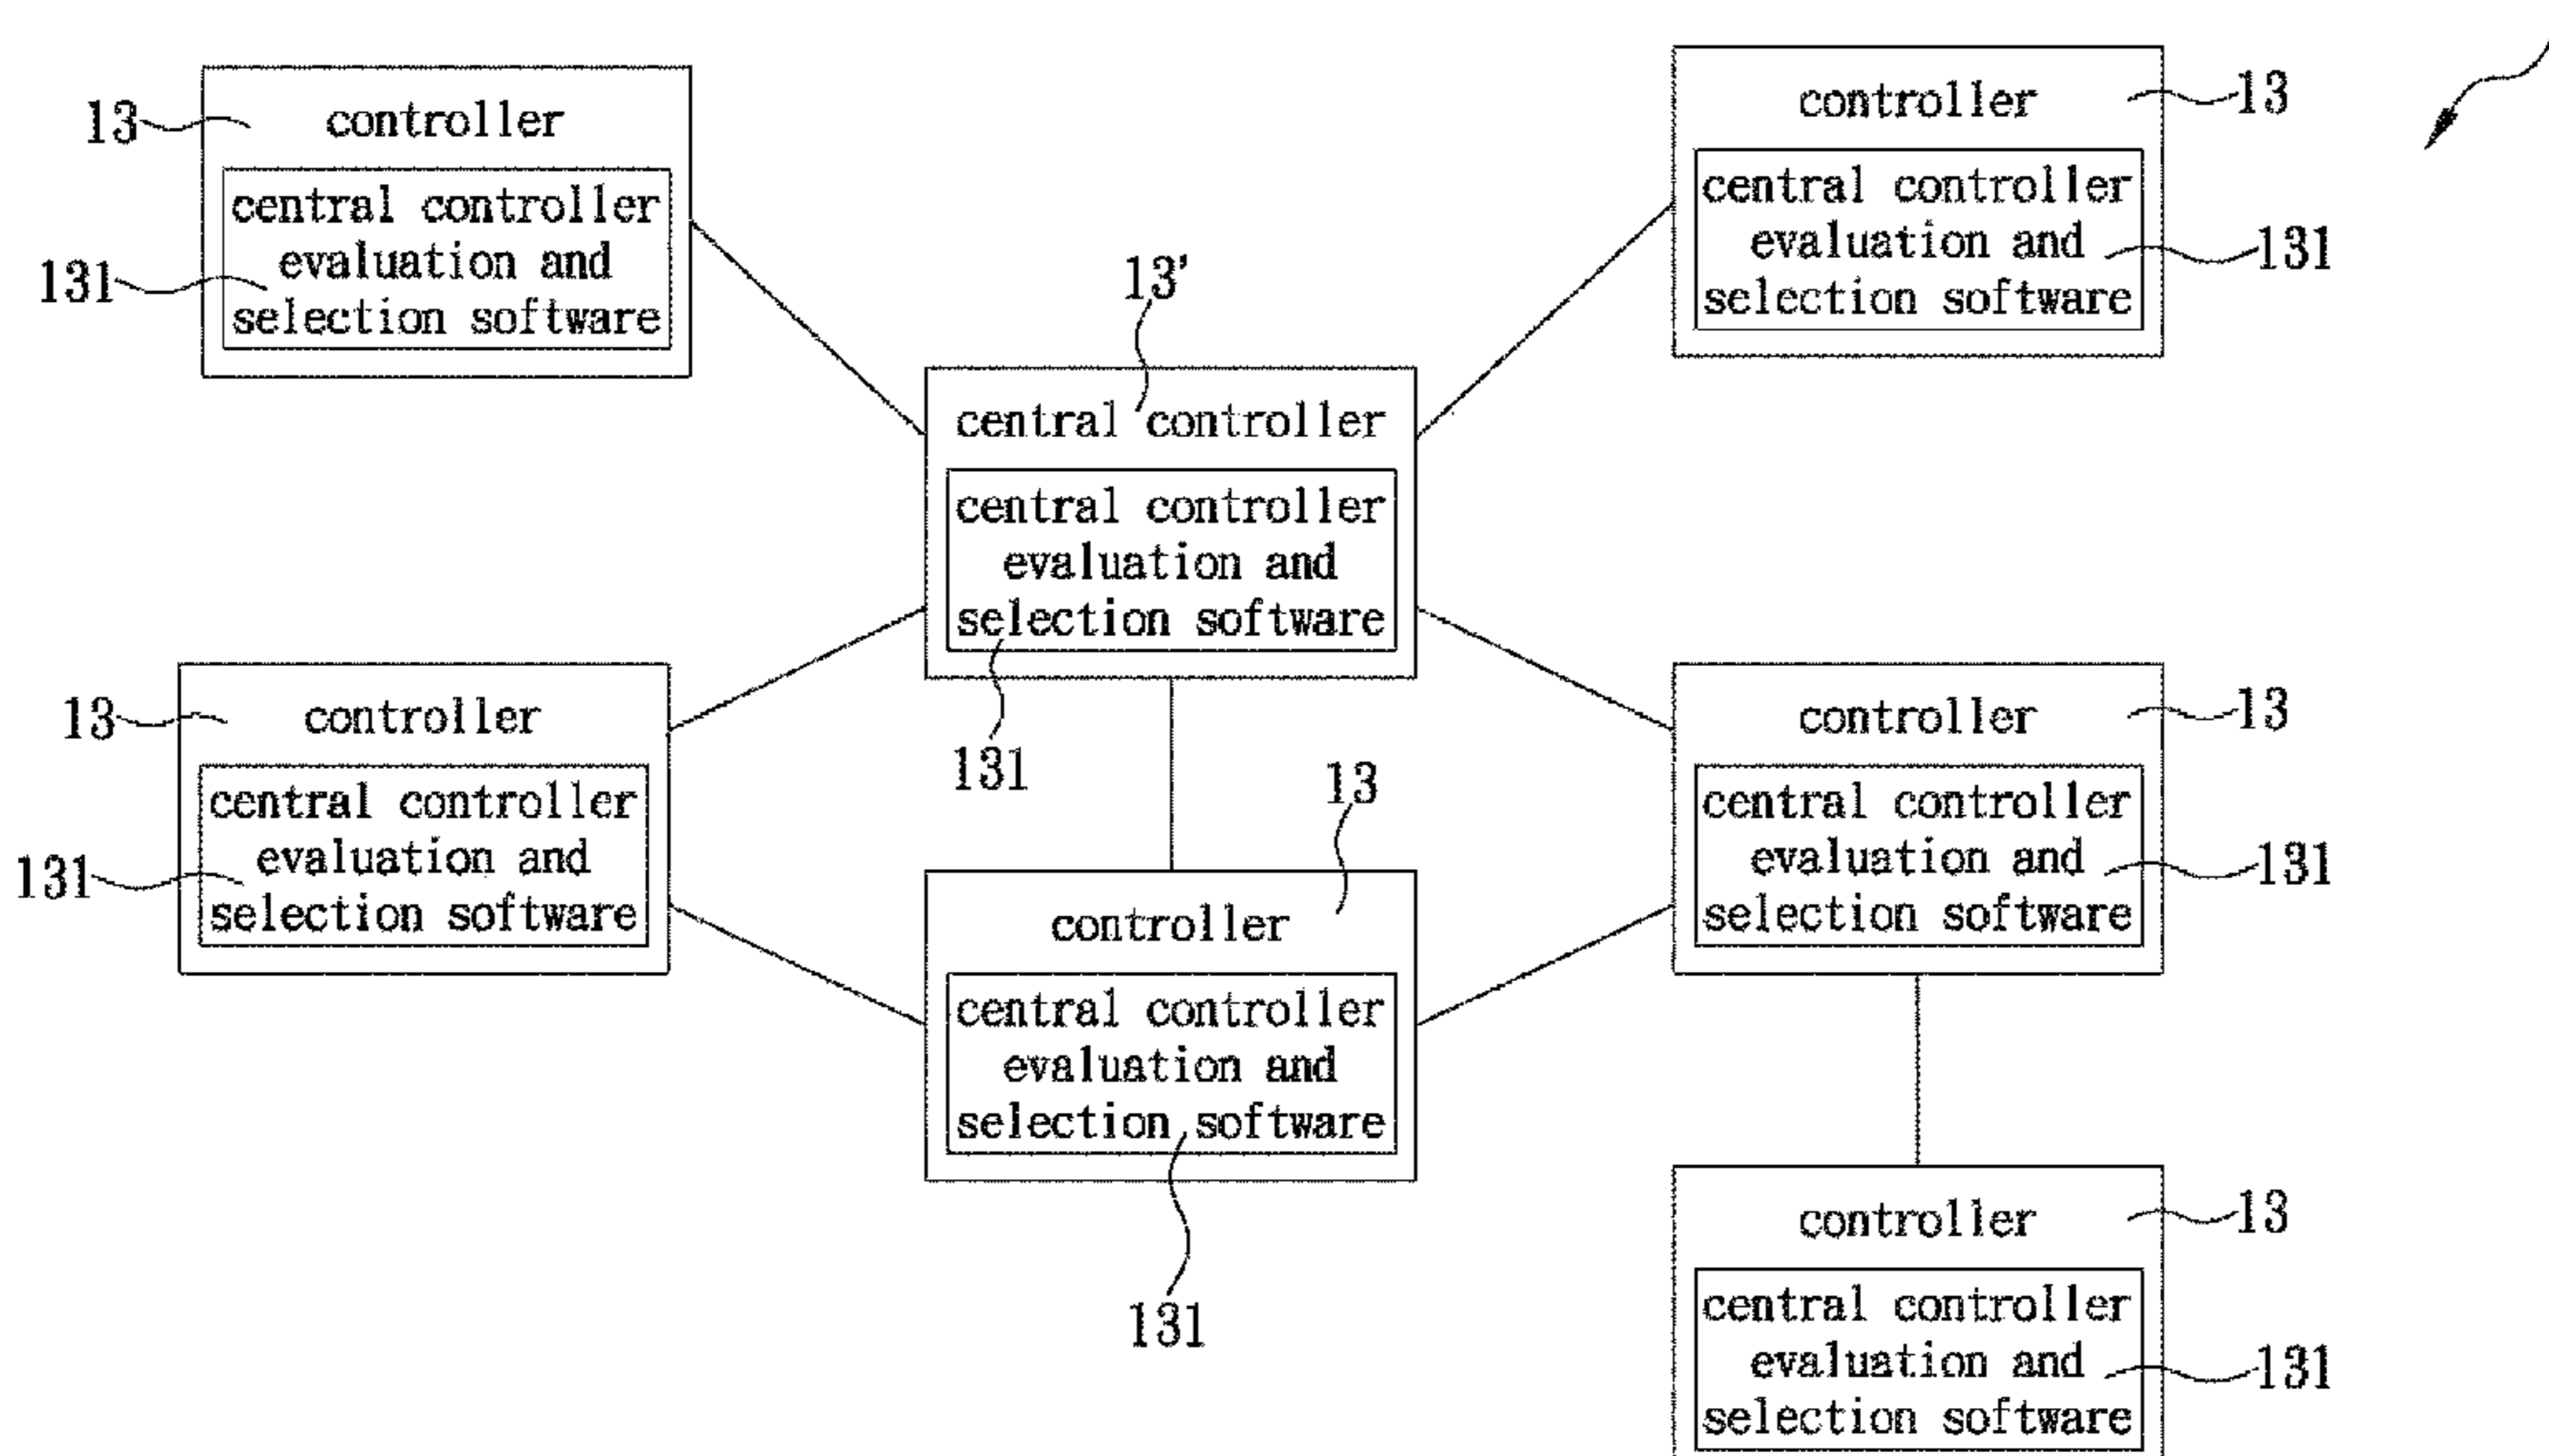 13
controller
central controller
evaluation and
selection software
131
controller
13
central controller
evaluation and
selection software
131
13'
central controller
central controller
evaluation and
selection software
131
13
controller
central controller
evaluation and
selection software
131
controller
13
central controller
evaluation and
selection software
131
13
controller
central controller
evaluation and
selection software
131
controller
13
central controller
evaluation and
selection software
131